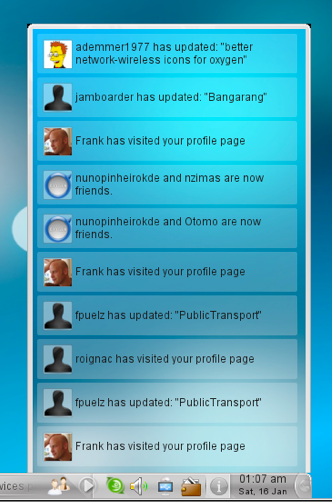 ademmer1977 has updated: "better
network-wireless icons for oxygen"
jamboarder has updated: "Bangarang"
Frank has visited your profile page
nunopinheirokde and nzimas are now
friends.
nunopinheirokde and Otomo are now
friends.
Frank has visited your profile page
fpuelz has updated: "PublicTransport"
roignac has visited your profile page
fpuelz has updated: "PublicTransport"
Frank has visited your profile page
vices
01:07 am
Sat, 16 Jan